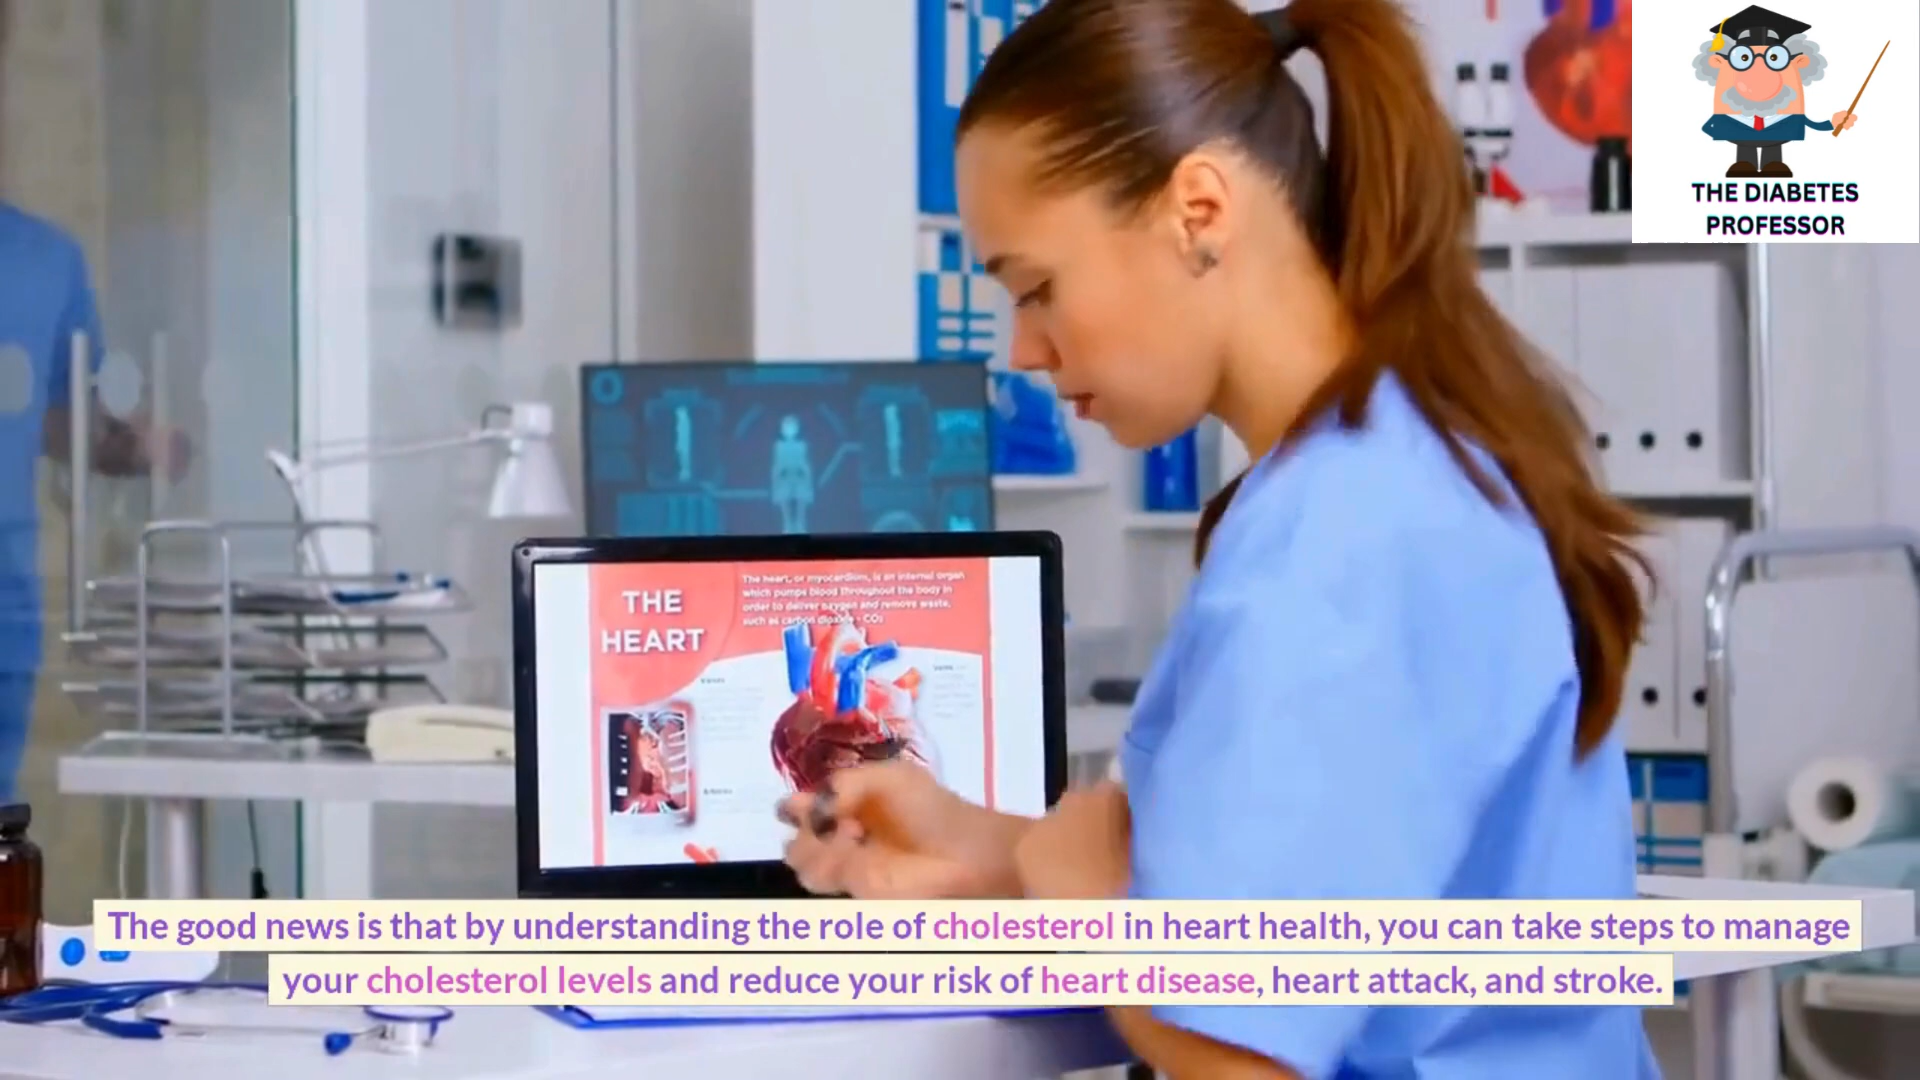 THE DIABETES
PROFESSOR
THE
HEART
The heart, or myocardium, is an internal organ
which pumps blood throughout the body in
order to deliver oxygen and remove waste,
such as carbon dioxide - CO₂
The good news is that by understanding the role of cholesterol in heart health, you can take steps to manage
your cholesterol levels and reduce your risk of heart disease, heart attack, and stroke.